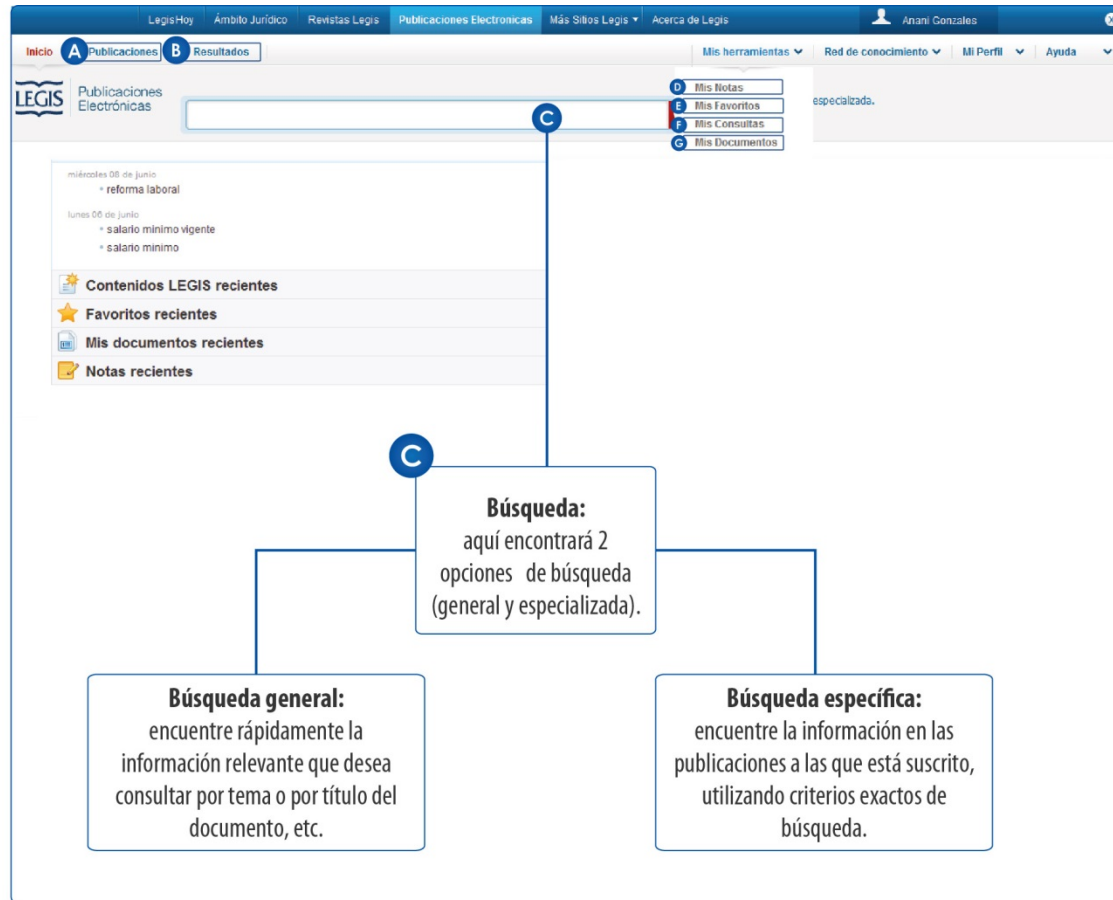 LegisHoy Ámbito Jurídico Revistas Legis Publicaciones Electronicas Más Sitios Legis Acerca de Legis Anani Gonzales
Inicio A Publicaciones B Resultados Mis herramientas Red de conocimiento Mi Perfil Ayuda
LEGIS Publicaciones
Electrónicas
C
D Mis Notas
E Mis Favoritos
especializada.
F Mis Consultas
G Mis Documentos
miércoles 08 de junio
reforma laboral
lunes 06 de junio
salario minimo vigente
salario minimo
Contenidos LEGIS recientes
Favoritos recientes
Mis documentos recientes
Notas recientes
C
Búsqueda:
aquí encontrará 2
opciones de búsqueda
(general y especializada).
Búsqueda general:
encuentre rápidamente la
información relevante que desea
consultar por tema o por título del
documento, etc.
Búsqueda específica:
encuentre la información en las
publicaciones a las que está suscrito,
utilizando criterios exactos de
búsqueda.